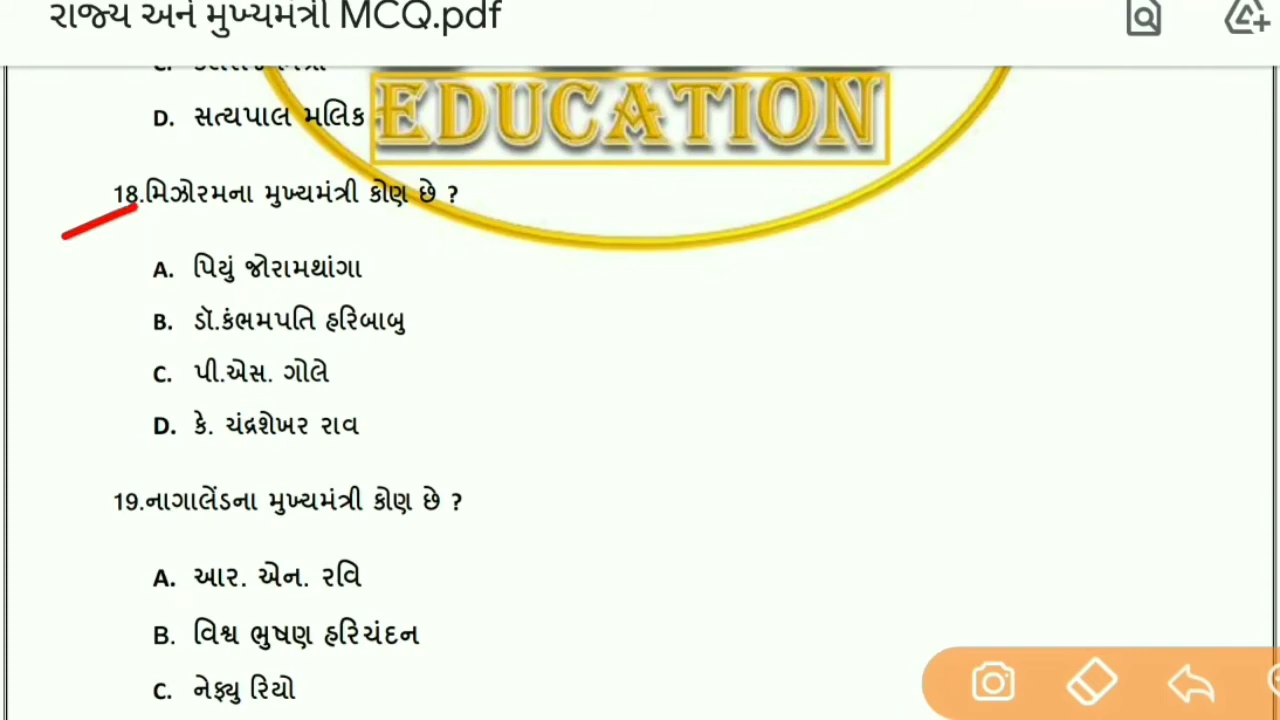 રાજ્ય અને મુખ્યમંત્રી MCQ.pdf
EDUCATION
D. સત્યપાલ મલિક
18.મિઝોરમના મુખ્યમંત્રી કોણ છે ?
A. પિયું જોરામથાંગા
B. ડૉ.કંભમપતિ હરિબાબુ
C. પી.એસ. ગોલે
D. કે. ચંદ્રશેખર રાવ
19.નાગાલેંડના મુખ્યમંત્રી કોણ છે ?
A. આર. એન. રવિ
B. વિશ્વ ભુષણ હરિચંદન
C. નેફ્યુ રિયો